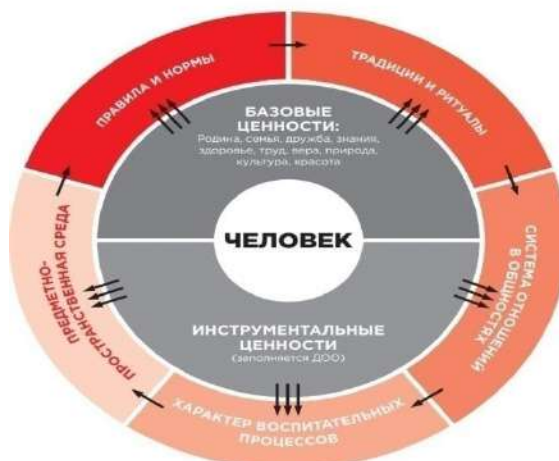 ПРАВИЛА И НОРМЫ
ТРАДИЦИИ И РИТУАЛЫ
БАЗОВЫЕ
ЦЕННОСТИ:
Родина, семья, дружба, знания,
здоровье, труд, вера, природа,
культура, красота
ЧЕЛОВЕК
СИСТЕМА ОТНОШЕНИЙ
В ОБЩНОСТЯХ
ПРЕДМЕТНО-
ПРОСТРАНСТВЕННАЯ СРЕДА
ИНСТРУМЕНТАЛЬНЫЕ
ЦЕННОСТИ
(заполняется ДОО)
ХАРАКТЕР ВОСПИТАТЕЛЬНЫХ
ПРОЦЕССОВ